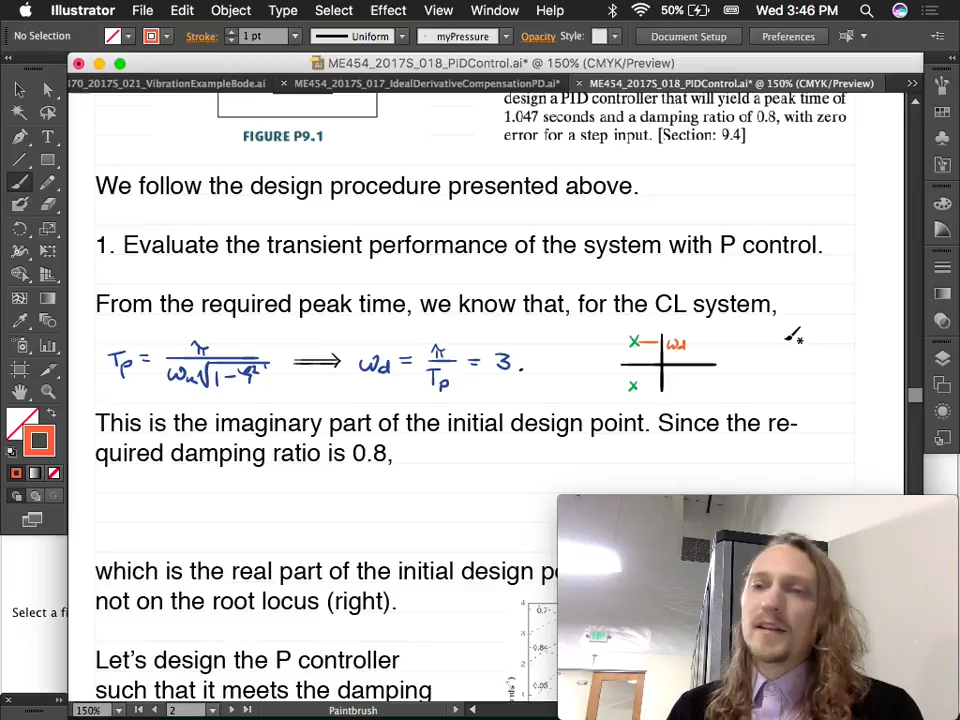 Illustrator File Edit Object Type Select Effect View Window Help 50% Wed 3:46 PM
No Selection Stroke: 1 pt Uniform myPressure Opacity Style: Document Setup Preferences
ME454_2017S_018_PIDControl.ai* @ 150% (CMYK/Preview)
70_2017S_021_VibrationExampleBode.ai ME454_2017S_017_IdealDerivativeCompensationPD.ai* ME454_2017S_018_PIDControl.ai* @ 150% (CMYK/Preview)
design a PID controller that will yield a peak time of
1.047 seconds and a damping ratio of 0.8, with zero
error for a step input. [Section: 9.4]
FIGURE P9.1
We follow the design procedure presented above.
1. Evaluate the transient performance of the system with P control.
From the required peak time, we know that, for the CL system,
Tp = π / ωn√1-ζ² ⟹ ωd = π / Tp = 3.
x ωd
x
This is the imaginary part of the initial design point. Since the re-
quired damping ratio is 0.8,
which is the real part of the initial design
not on the root locus (right).
Let's design the P controller
such that it meets the damping
4
3
2
1
0.7
Select a fi
150% 2 Paintbrush